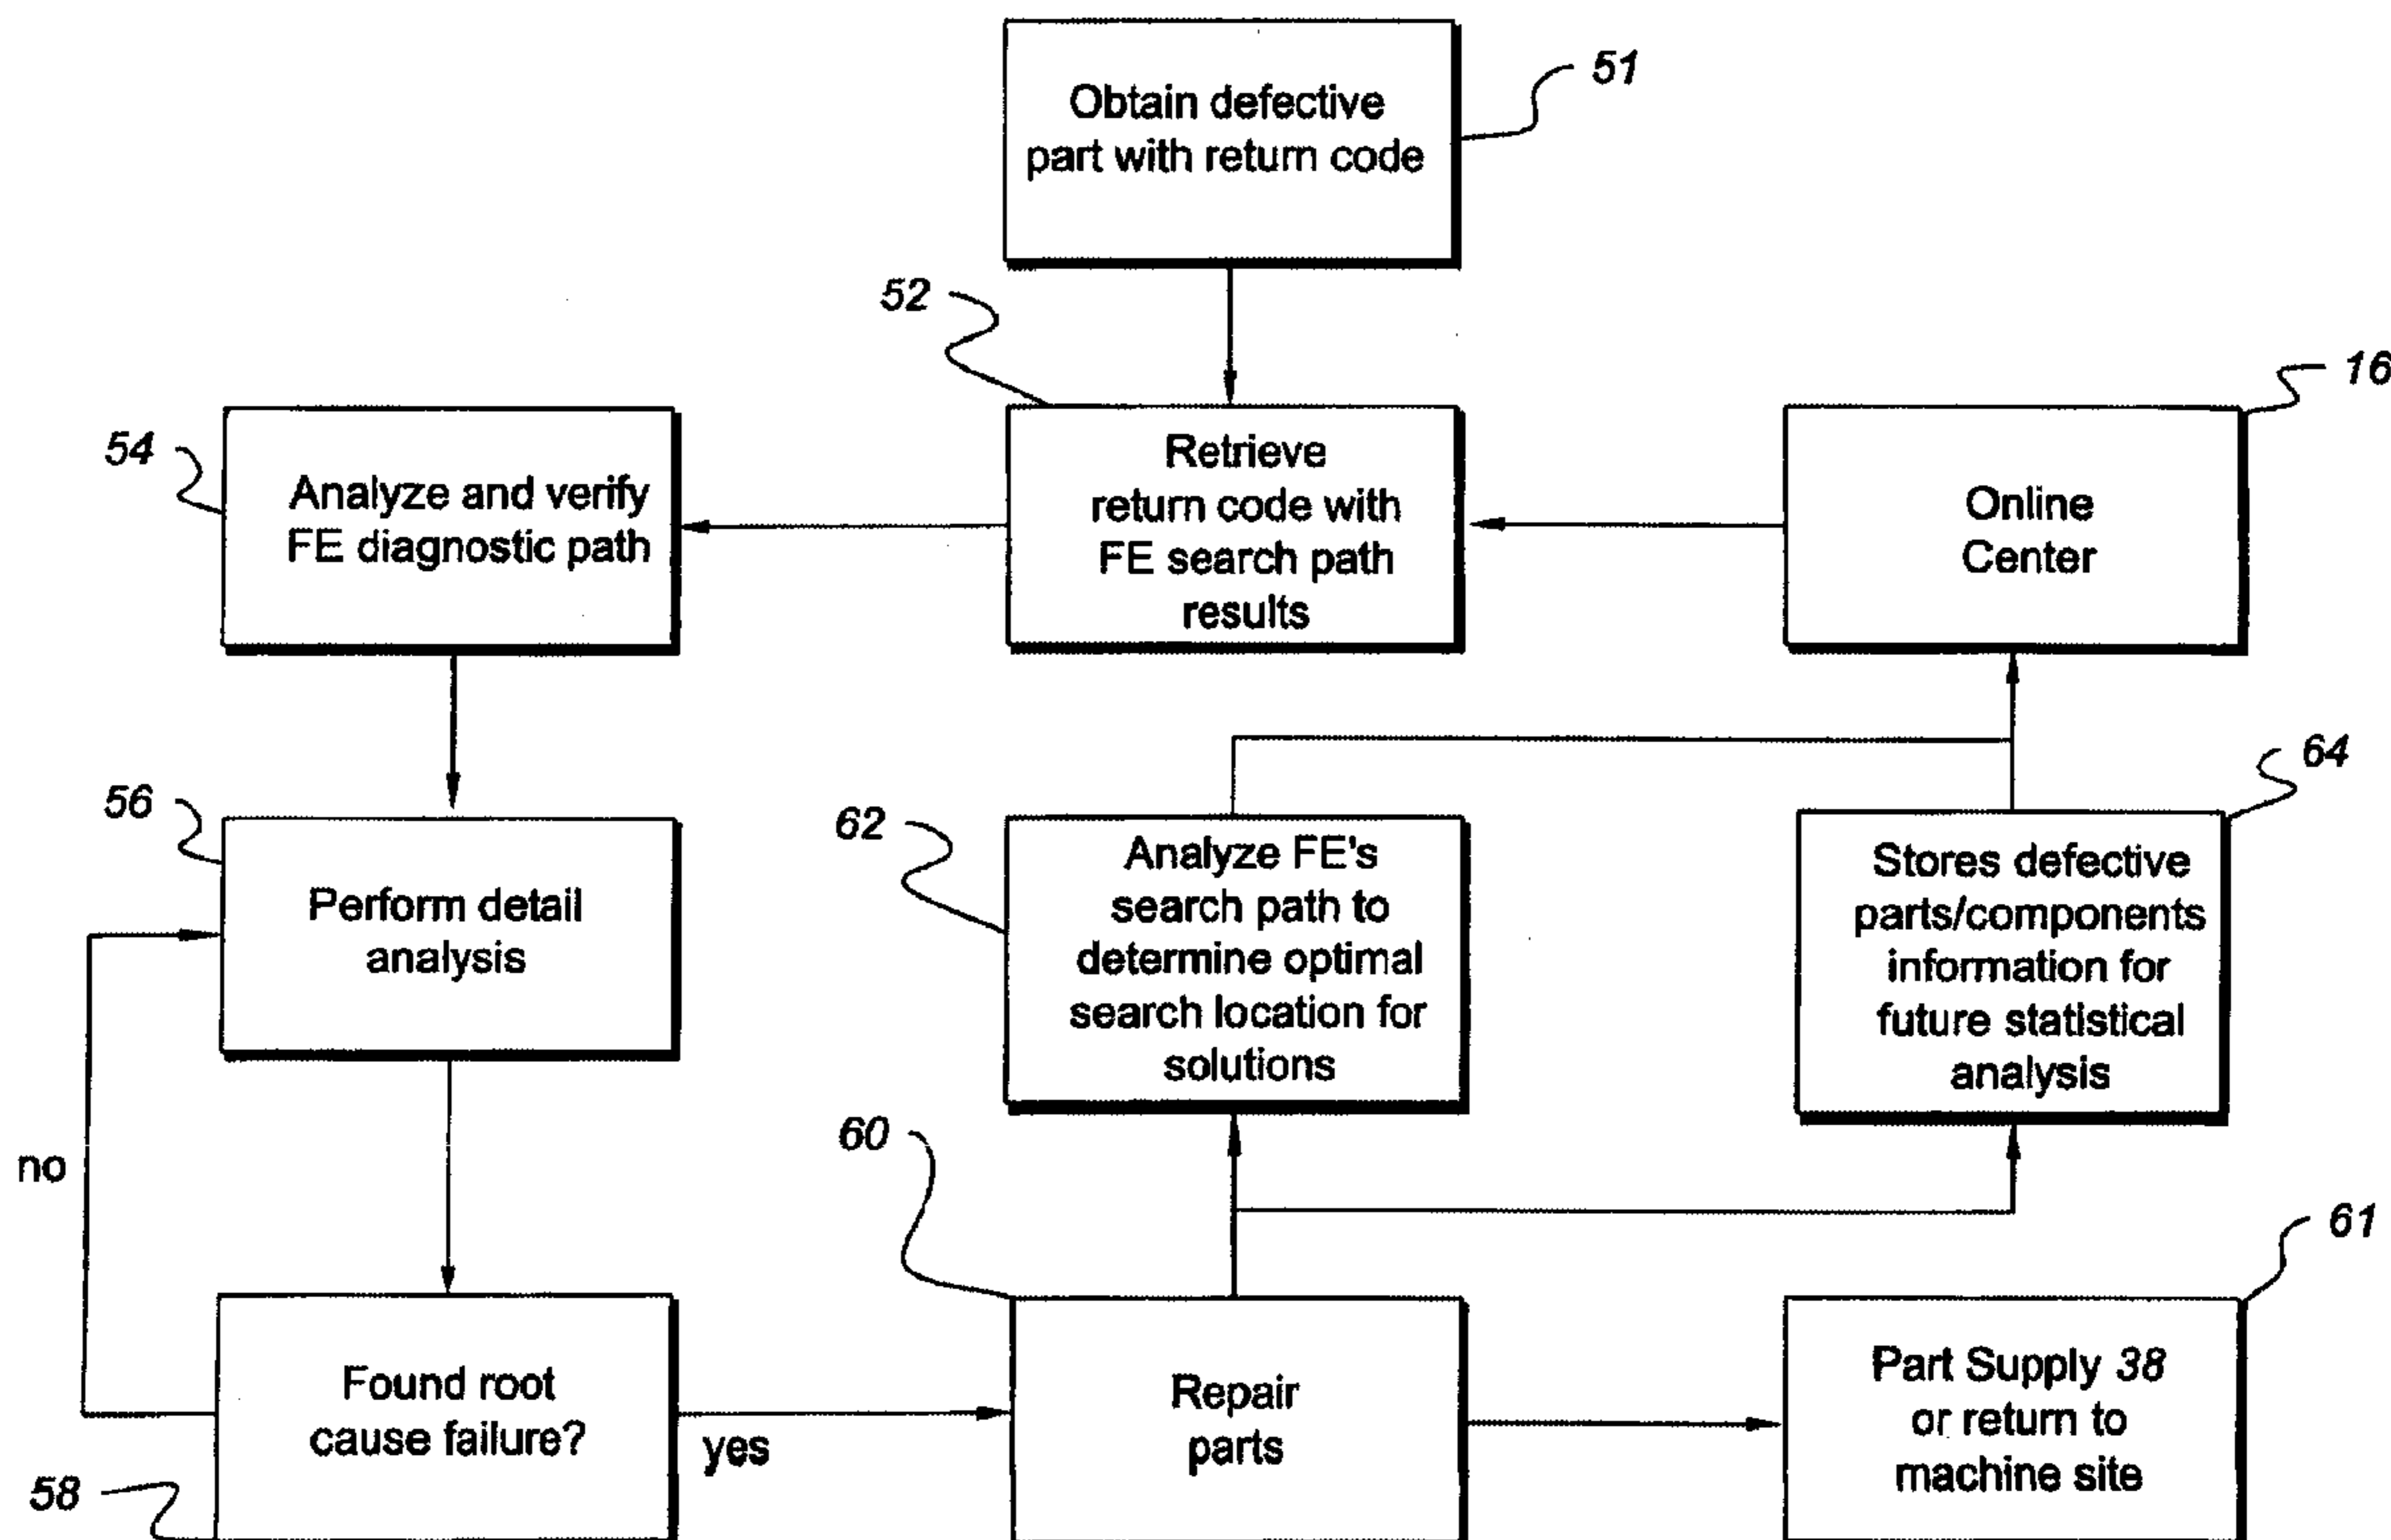 Obtain defective
part with return code
51
52
16
54
Analyze and verify
FE diagnostic path
Retrieve
return code with
FE search path
results
Online
Center
56
Perform detail
analysis
62
Analyze FE's
search path to
determine optimal
search location for
solutions
64
Stores defective
parts/components
information for
future statistical
analysis
no
60
61
Found root
cause failure?
58
yes
Repair
parts
Part Supply 38
or return to
machine site